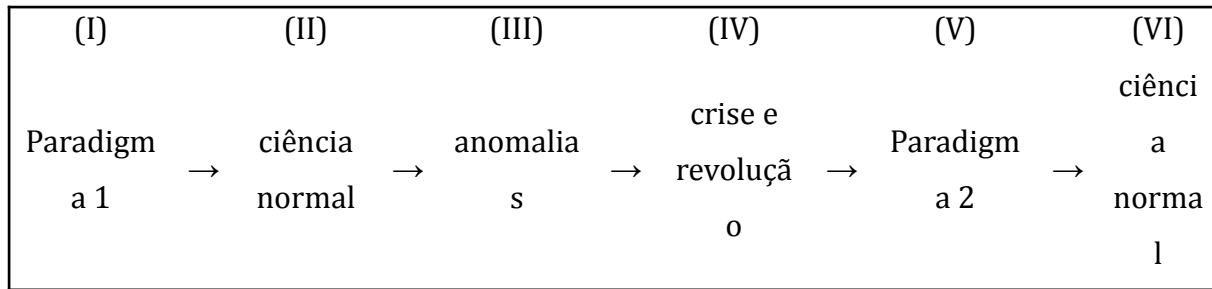 (I) (II) (III) (IV) (V) (VI)
Paradigm
a 1
→
ciência
normal
→
anomalia
s
→
crise e
revoluçã
o
→
Paradigm
a 2
→
ciênci
a
norma
l